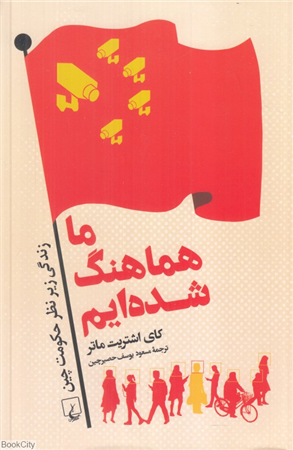 ما
هماهنگ
شده‌ایم
زندگی زیر نظر حکومت چین
کای اشتریت ماتر
ترجمهٔ مسعود یوسف حصیرچین
BookCity